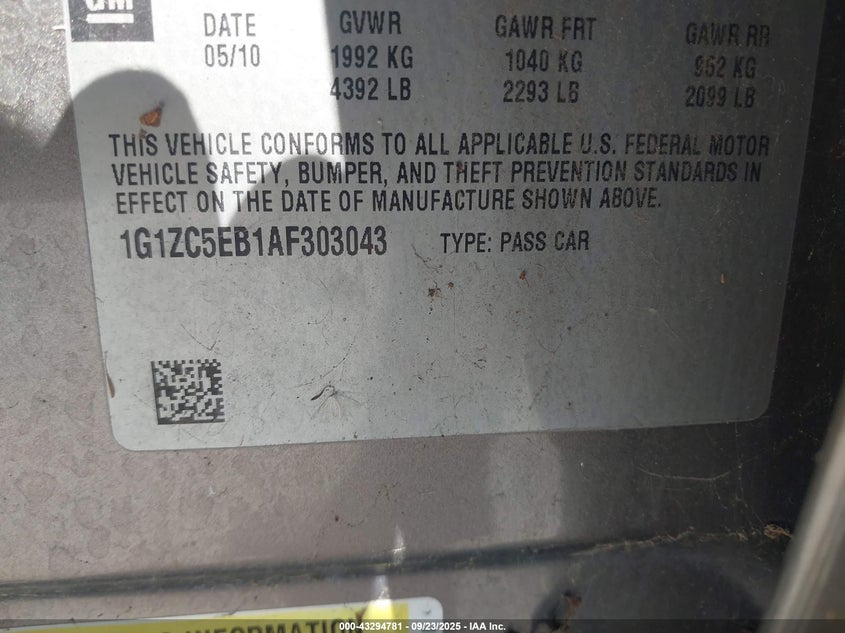 GM
DATE GVWR GAWR FRT GAWR RR
05/10 1992 KG 1040 KG 952 KG
4392 LB 2293 LB 2099 LB
THIS VEHICLE CONFORMS TO ALL APPLICABLE U.S. FEDERAL MOTOR
VEHICLE SAFETY, BUMPER, AND THEFT PREVENTION STANDARDS IN
EFFECT ON THE DATE OF MANUFACTURE SHOWN ABOVE.
1G1ZC5EB1AF303043 TYPE: PASS CAR
INFORMATION
000-43294781 - 09/23/2025 - IAA Inc.